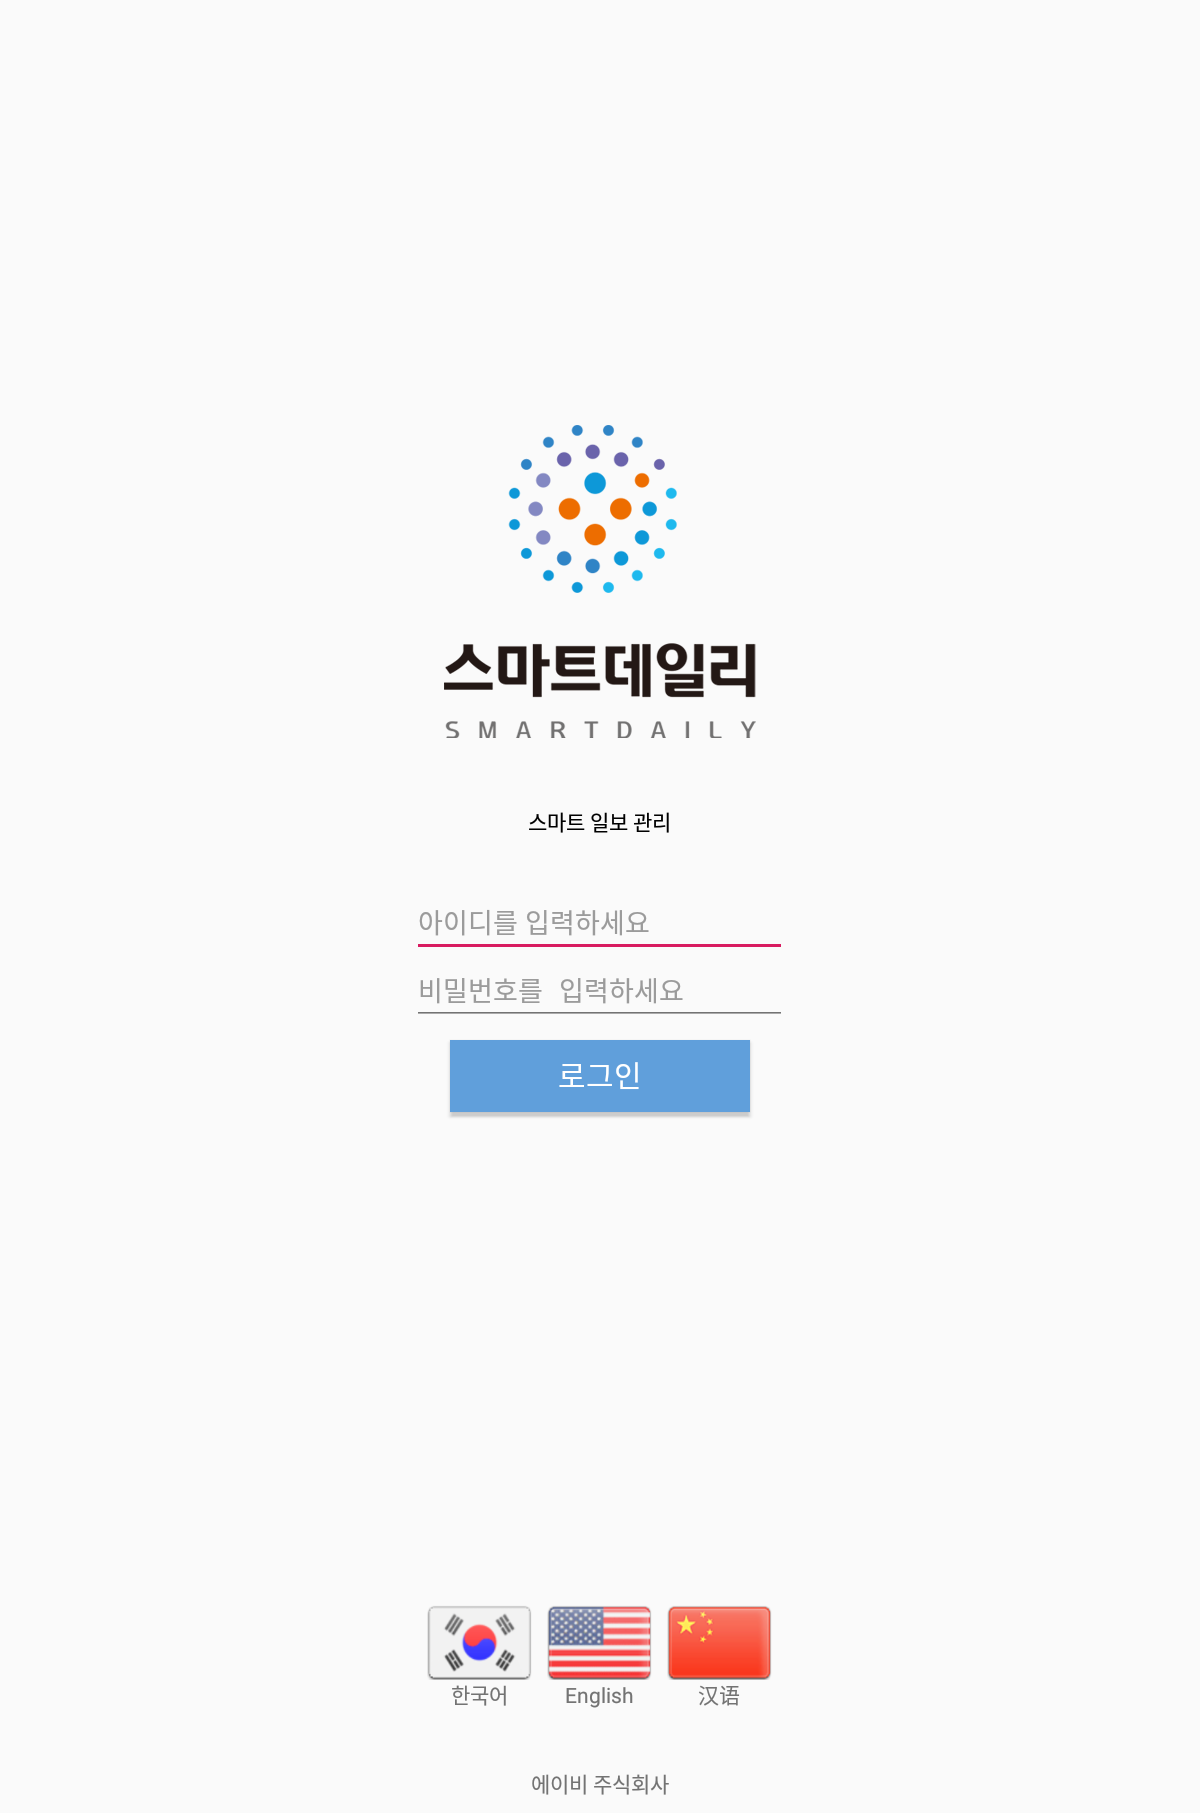 스마트데일리
SMARTDAILY
스마트 일보 관리
아이디를 입력하세요
비밀번호를 입력하세요
로그인
한국어 English 汉语
에이비 주식회사